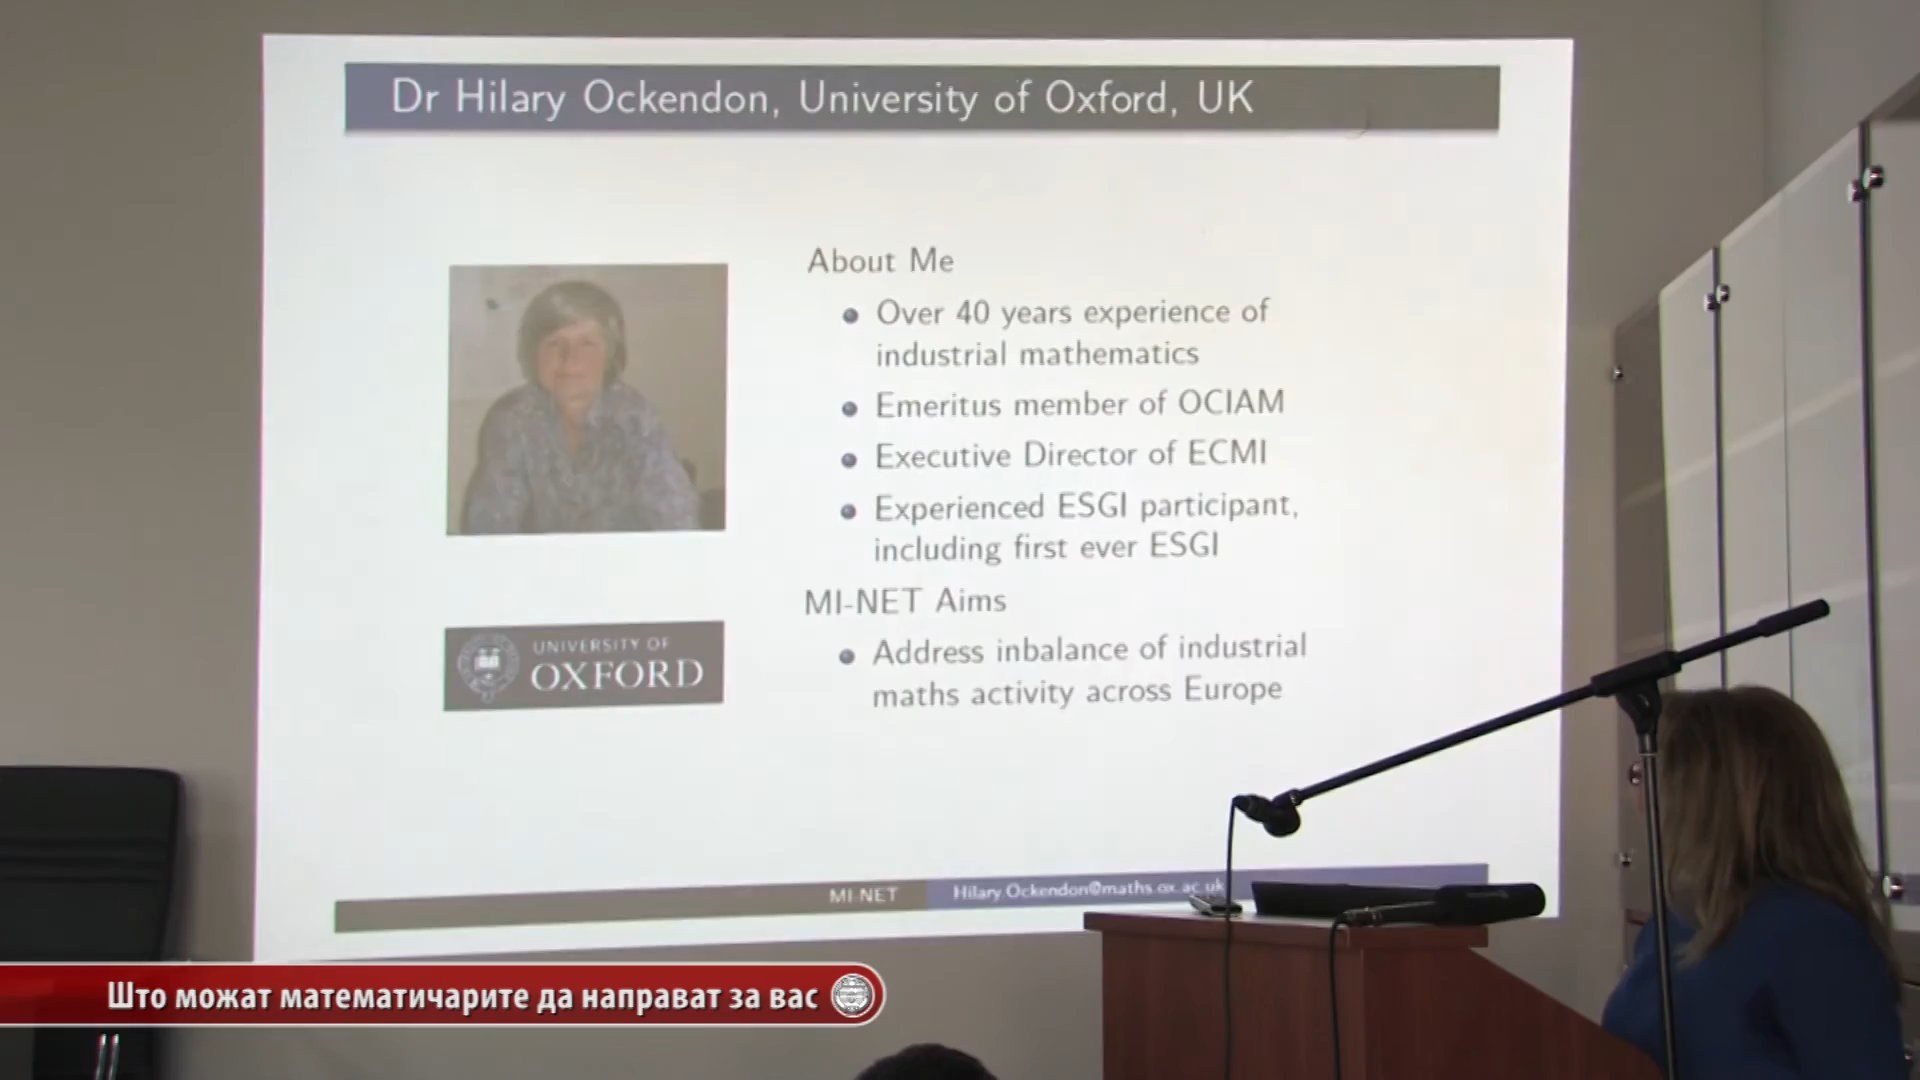 Dr Hilary Ockendon, University of Oxford, UK
About Me
Over 40 years experience of
industrial mathematics
Emeritus member of OCIAM
Executive Director of ECMI
Experienced ESGI participant,
including first ever ESGI
MI-NET Aims
Address inbalance of industrial
maths activity across Europe
UNIVERSITY OF
OXFORD
MI-NET
Hilary.Ockendon@maths.ox.ac.uk
Што можат математичарите да направат за вас